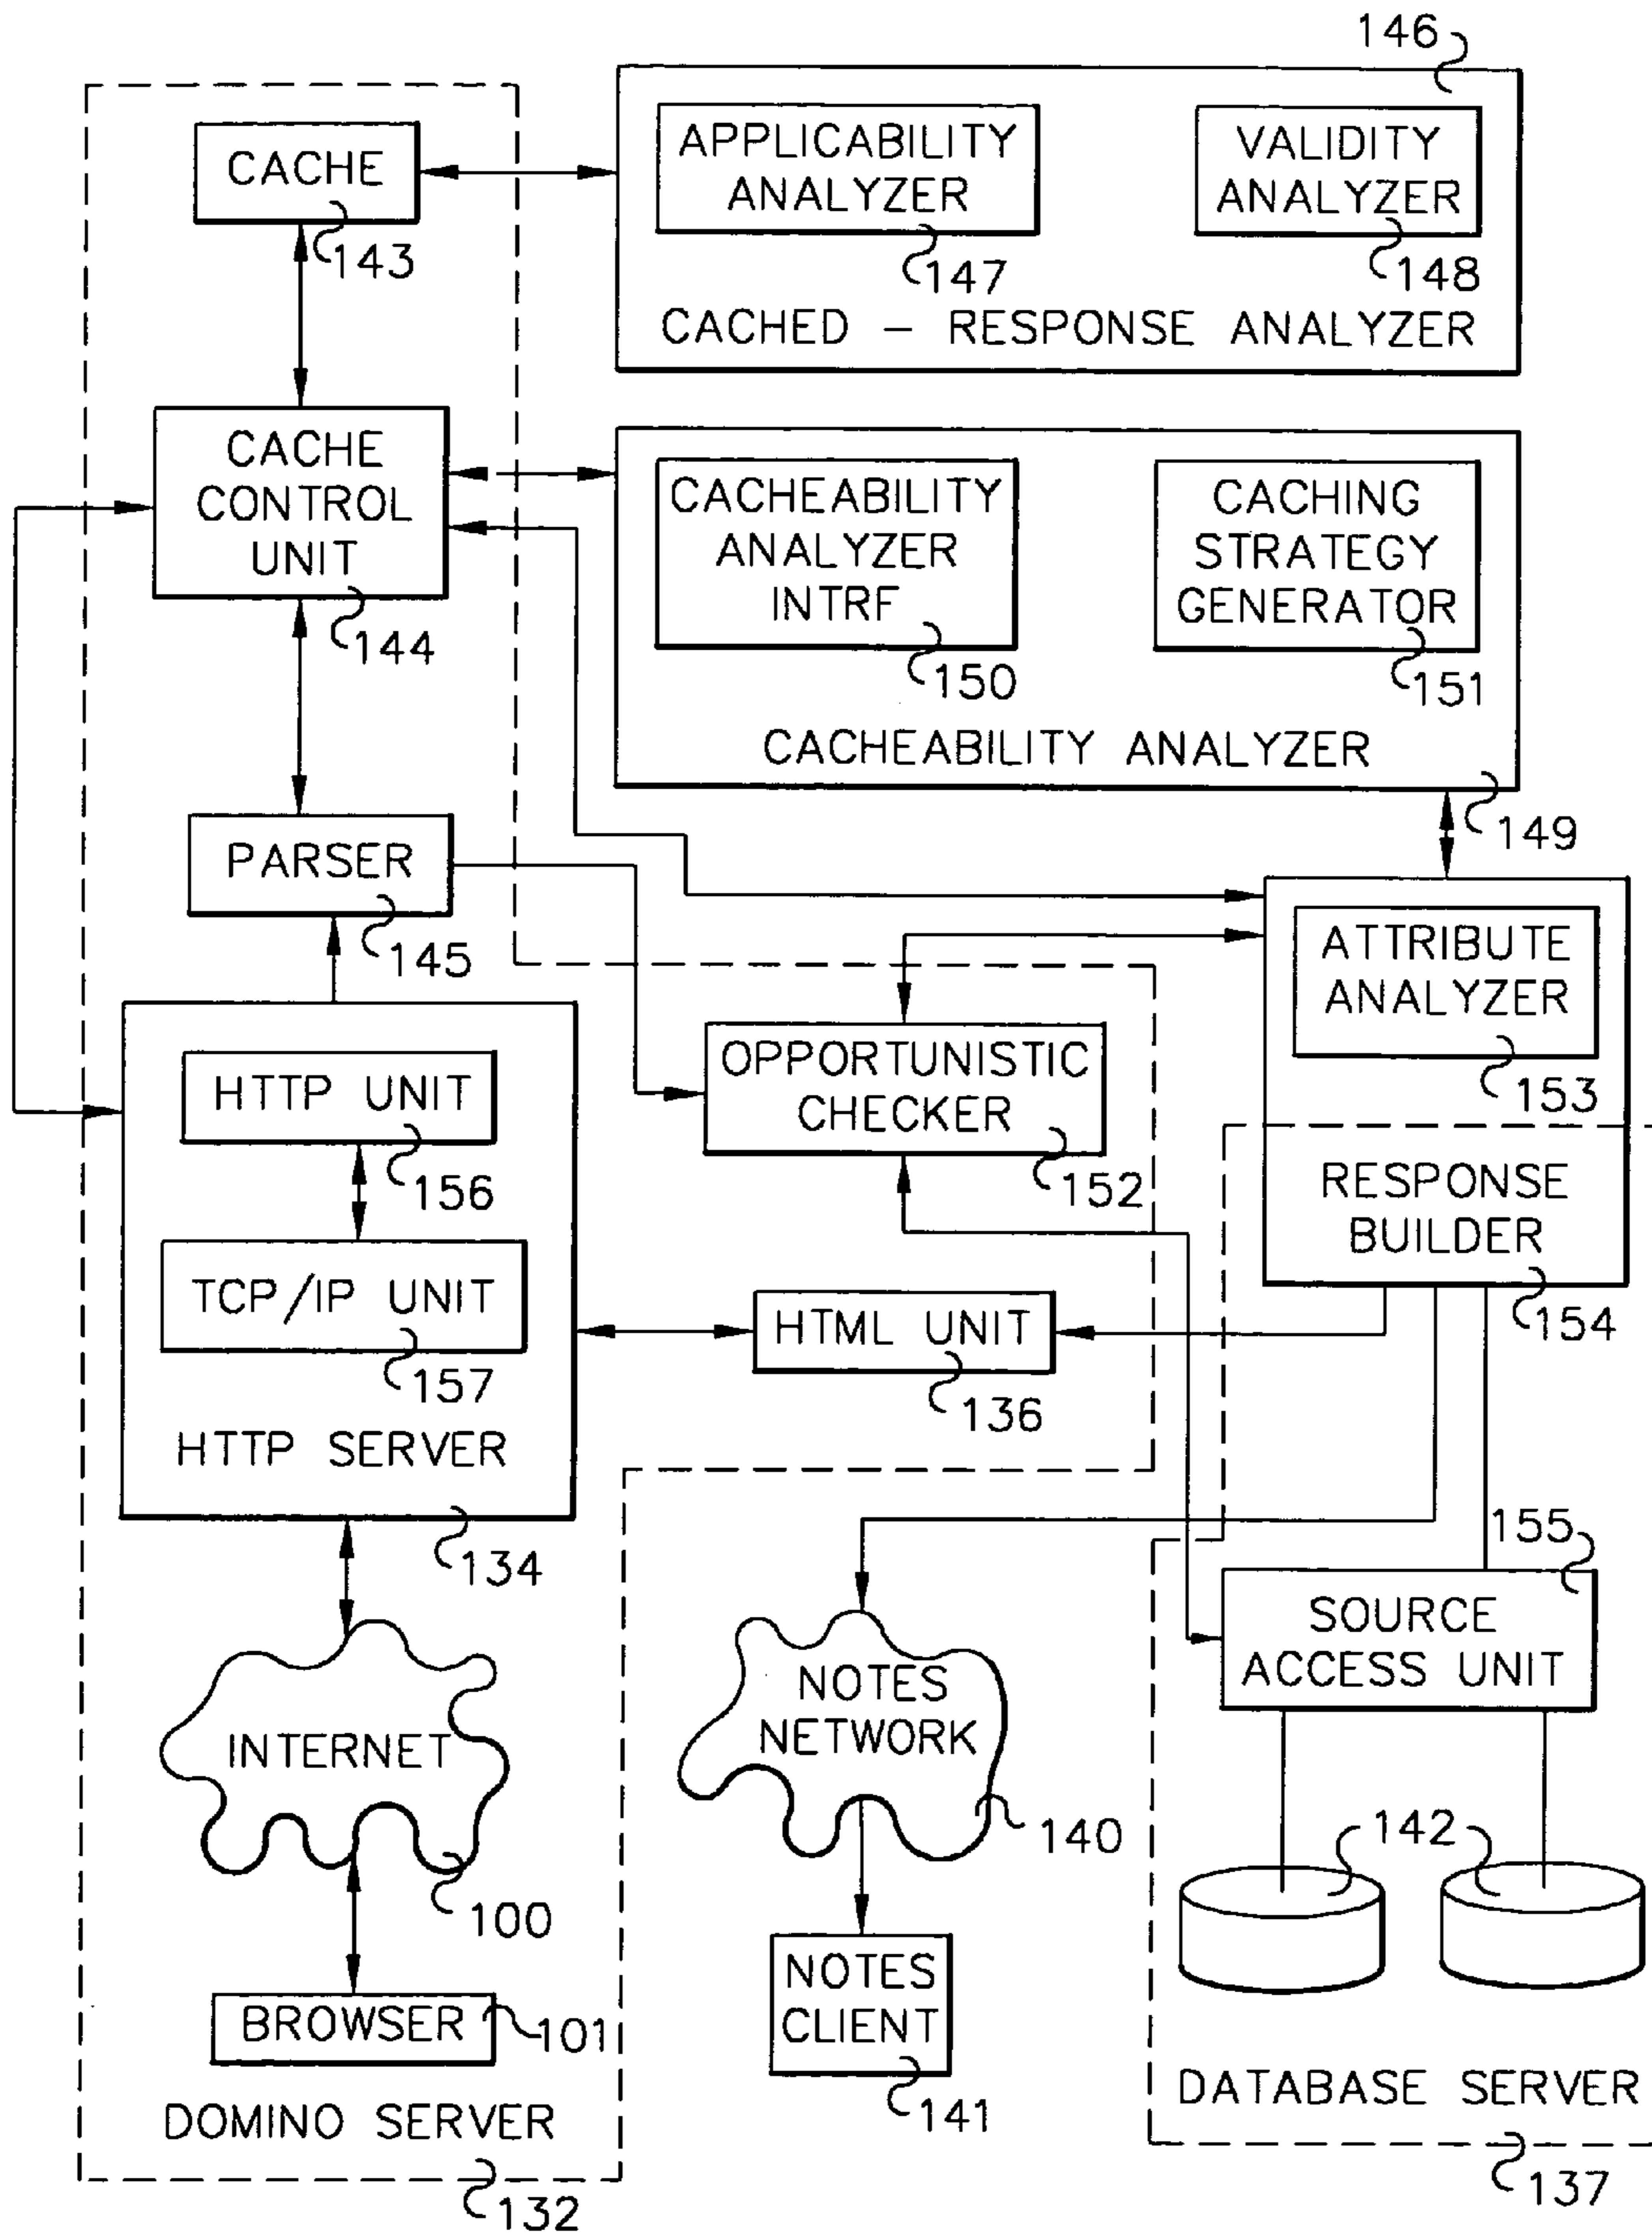 146
CACHE
143
APPLICABILITY
ANALYZER
147
VALIDITY
ANALYZER
148
CACHED – RESPONSE ANALYZER
CACHE
CONTROL
UNIT
144
CACHEABILITY
ANALYZER
INTRF
150
CACHING
STRATEGY
GENERATOR
151
CACHEABILITY ANALYZER
149
PARSER
145
ATTRIBUTE
ANALYZER
153
RESPONSE
BUILDER
154
OPPORTUNISTIC
CHECKER
152
HTTP UNIT
156
TCP/IP UNIT
157
HTTP SERVER
134
HTML UNIT
136
155
SOURCE
ACCESS UNIT
INTERNET
100
NOTES
NETWORK
140
142
BROWSER
101
NOTES
CLIENT
141
DOMINO SERVER
132
DATABASE SERVER
137